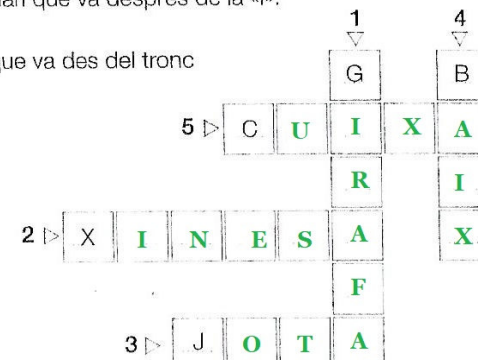 que va després de la «i».
que va des del tronc
1 4
G B
5 C U I X A
R I
2 X I N E S A X
F
3 J O T A